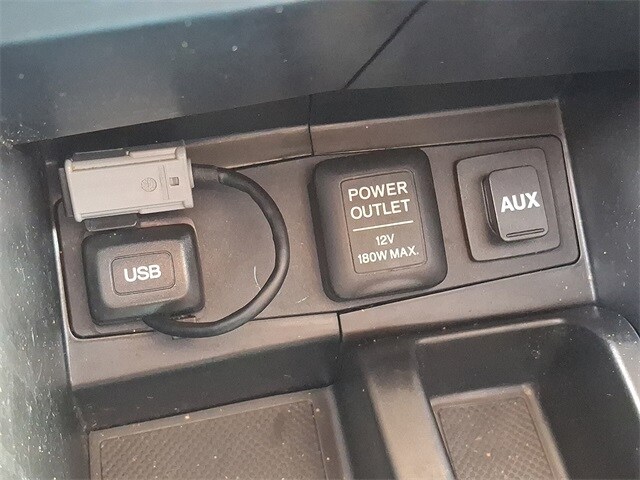 USB
POWER
OUTLET
12V
180W MAX.
AUX